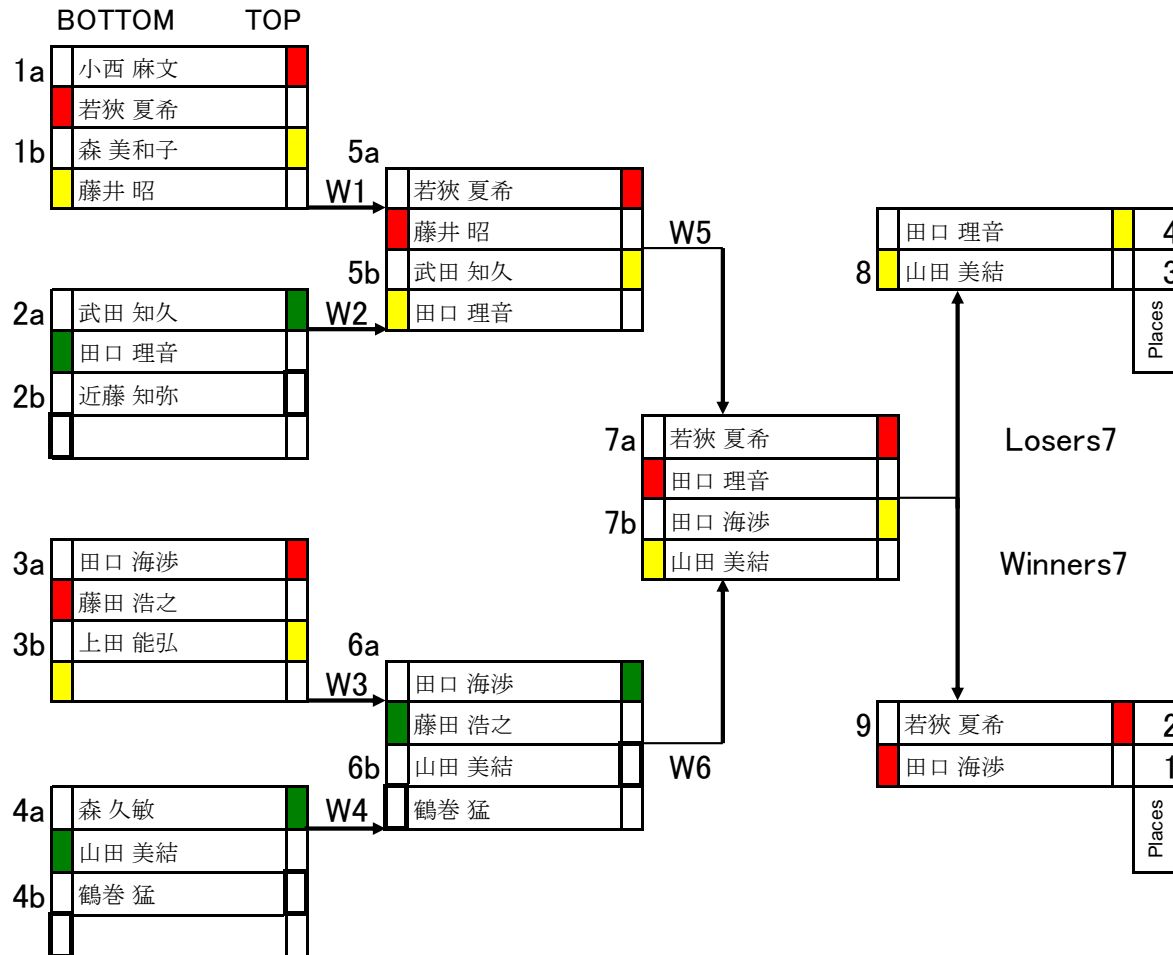 BOTTOM TOP
1a 小西 麻文
若狹 夏希
1b 森 美和子
藤井 昭
W1
2a 武田 知久
田口 理音
2b 近藤 知弥
W2
3a 田口 海渉
藤田 浩之
3b 上田 能弘
W3
4a 森 久敏
山田 美結
4b 鶴巻 猛
W4
5a
若狹 夏希
藤井 昭
5b 武田 知久
田口 理音
W5
6a
田口 海渉
藤田 浩之
6b 山田 美結
鶴巻 猛
W6
7a 若狹 夏希
田口 理音
7b 田口 海渉
山田 美結
田口 理音 4
8 山田 美結 3
Places
Losers7
Winners7
9 若狹 夏希 2
田口 海渉 1
Places